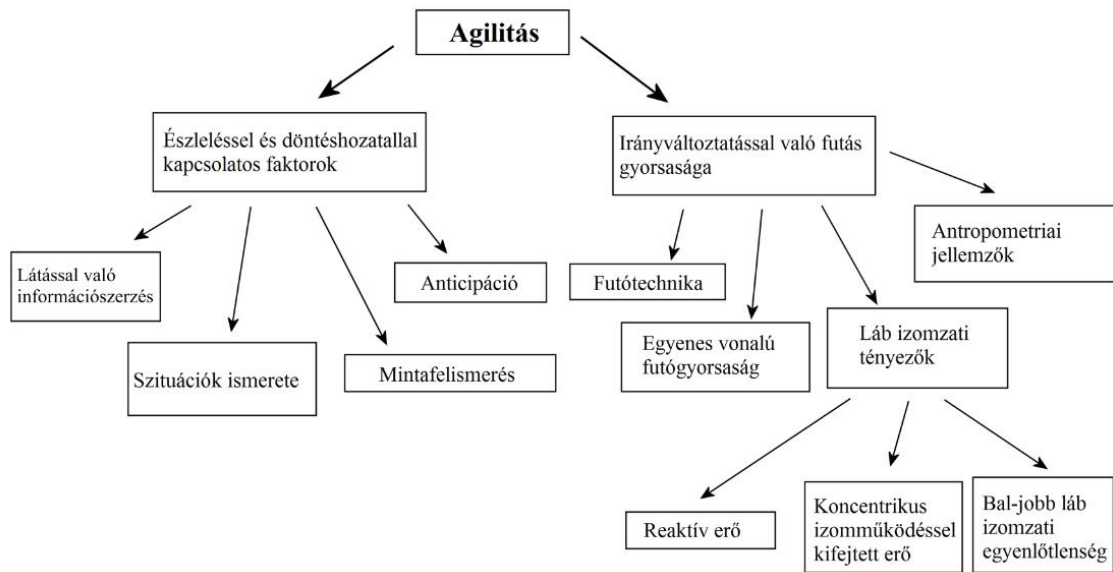 Agilitás
Észleléssel és döntéshozatallal
kapcsolatos faktorok
Irányváltoztatással való futás
gyorsasága
Látással való
információszerzés
Szituációk ismerete
Mintafelismerés
Anticipáció
Futótechnika
Egyenes vonalú
futógyorsaság
Láb izomzati
tényezők
Antropometriai
jellemzők
Reaktív erő
Koncentrikus
izomműködéssel
kifejtett erő
Bal-jobb láb
izomzati
egyenlőtlenség